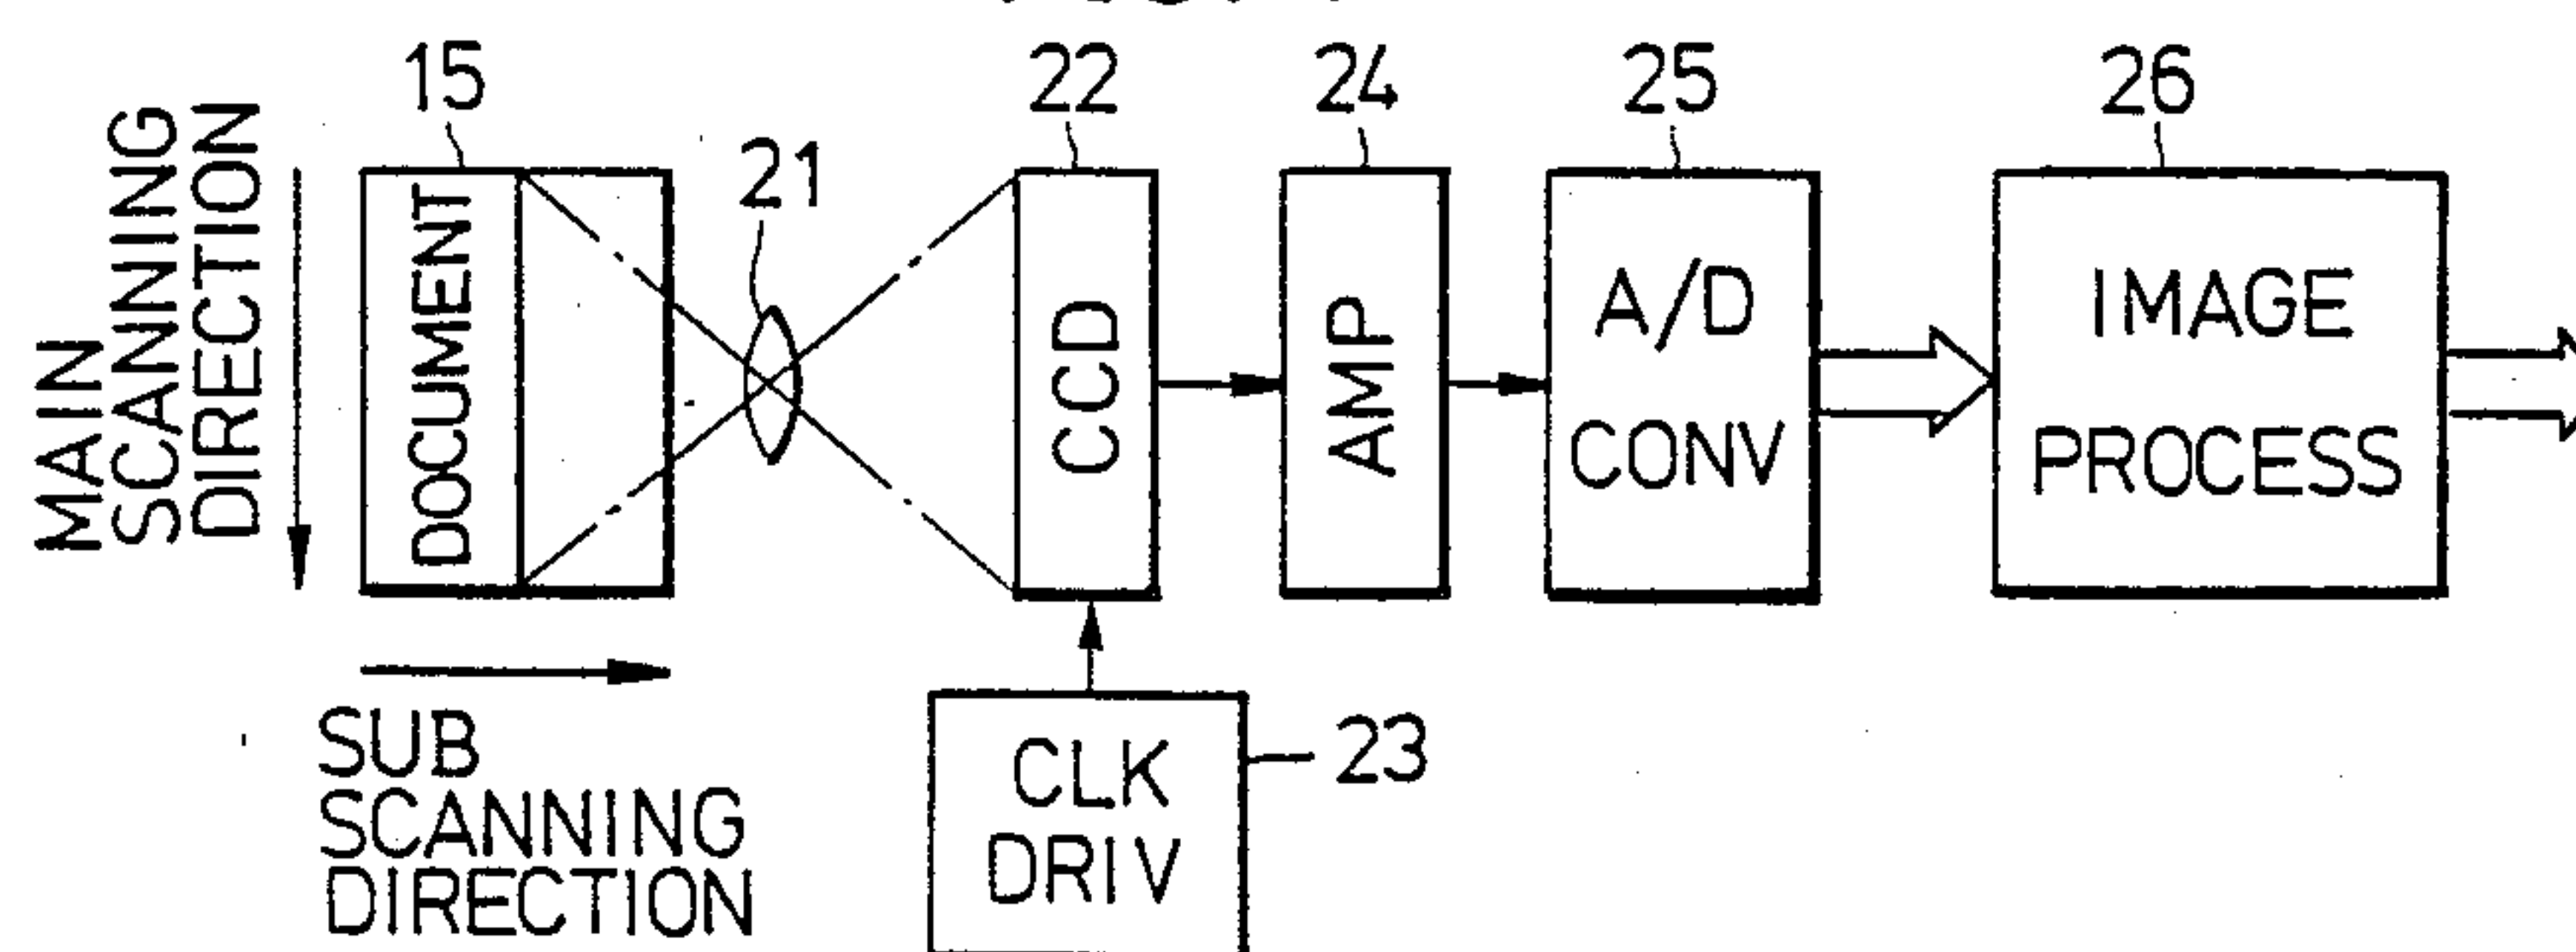 15
22
24
25
26
21
MAIN
SCANNING
DIRECTION
DOCUMENT
CCD
AMP
A/D
CONV
IMAGE
PROCESS
SUB
SCANNING
DIRECTION
CLK
DRIV
23